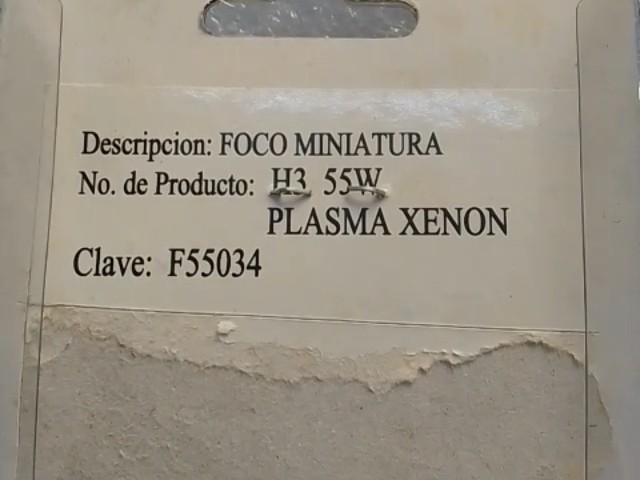 Descripcion: FOCO MINIATURA
No. de Producto: H3 55W
PLASMA XENON
Clave: F55034